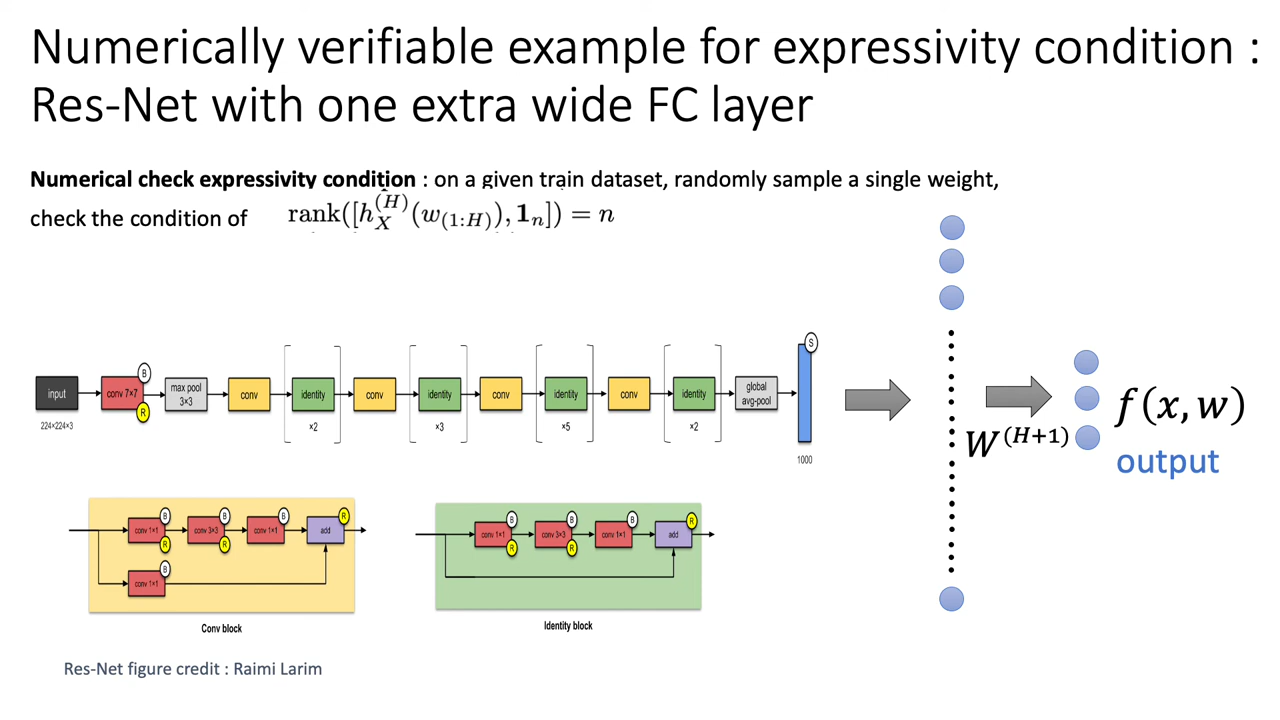 Numerically verifiable example for expressivity condition :
Res-Net with one extra wide FC layer
Numerical check expressivity condition : on a given train dataset, randomly sample a single weight,
check the condition of rank([h_X^{(H)}(w_{(1:H)}), 𝟏_n]) = n
S
B
input
conv 7×7
max pool
3×3
conv
identity
conv
identity
conv
identity
conv
identity
global
avg-pool
R
224×224×3
×2
×3
×5
×2
1000
W^{(H+1)}
f(x, w)
output
B
B
B
R
conv 1×1
conv 3×3
conv 1×1
add
R
R
B
conv 1×1
Conv block
B
B
B
R
conv 1×1
conv 3×3
conv 1×1
add
R
R
Identity block
Res-Net figure credit : Raimi Larim